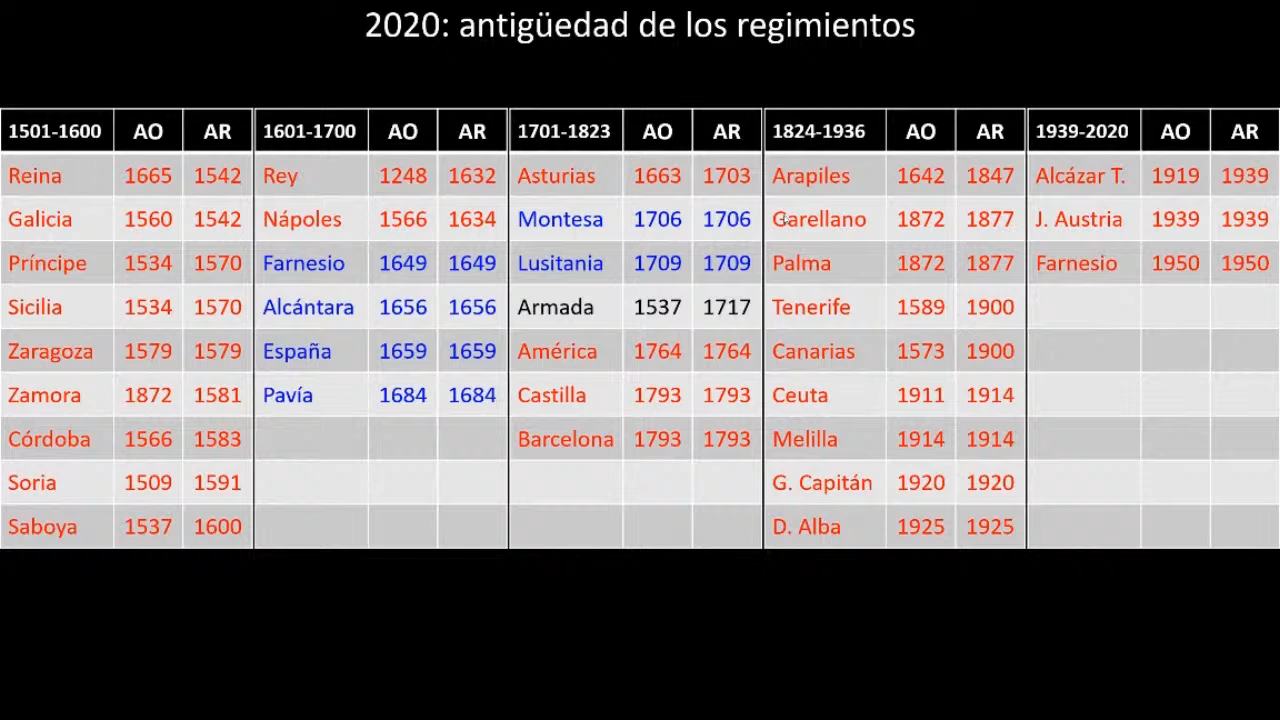 2020: antigüedad de los regimientos
1501-1600 AO AR 1601-1700 AO AR 1701-1823 AO AR 1824-1936 AO AR 1939-2020 AO AR
Reina 1665 1542 Rey 1248 1632 Asturias 1663 1703 Arapiles 1642 1847 Alcázar T. 1919 1939
Galicia 1560 1542 Nápoles 1566 1634 Montesa 1706 1706 Garellano 1872 1877 J. Austria 1939 1939
Príncipe 1534 1570 Farnesio 1649 1649 Lusitania 1709 1709 Palma 1872 1877 Farnesio 1950 1950
Sicilia 1534 1570 Alcántara 1656 1656 Armada 1537 1717 Tenerife 1589 1900
Zaragoza 1579 1579 España 1659 1659 América 1764 1764 Canarias 1573 1900
Zamora 1872 1581 Pavía 1684 1684 Castilla 1793 1793 Ceuta 1911 1914
Córdoba 1566 1583 Barcelona 1793 1793 Melilla 1914 1914
Soria 1509 1591 G. Capitán 1920 1920
Saboya 1537 1600 D. Alba 1925 1925